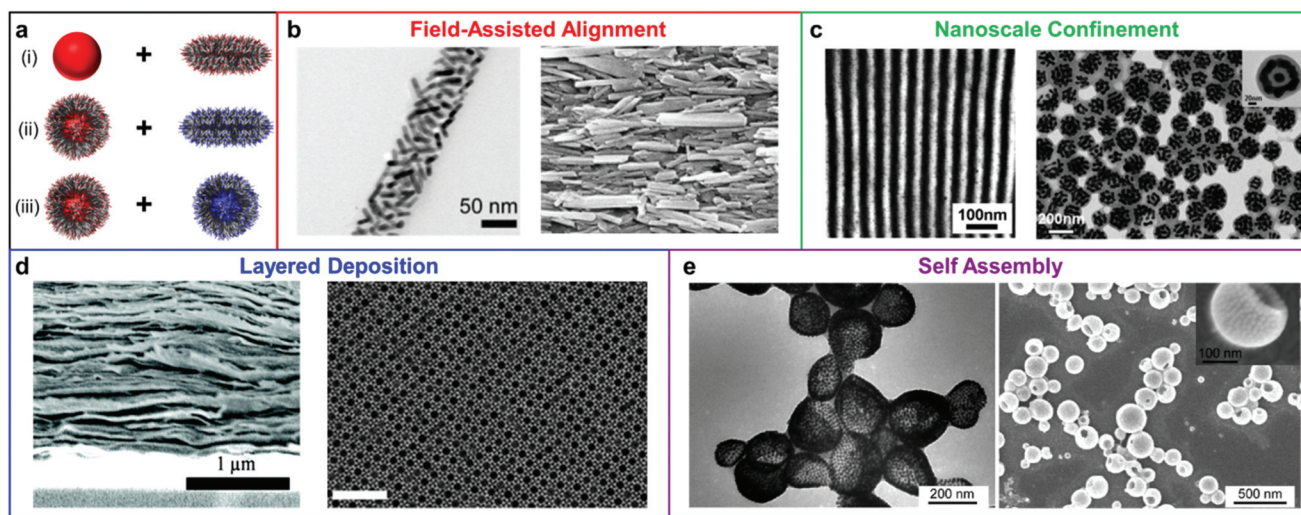 a
(i) + 
(ii) +
(iii) +
b Field-Assisted Alignment
50 nm
c Nanoscale Confinement
100nm
200nm
20nm
d Layered Deposition
1 μm
e Self Assembly
200 nm
100 nm
500 nm